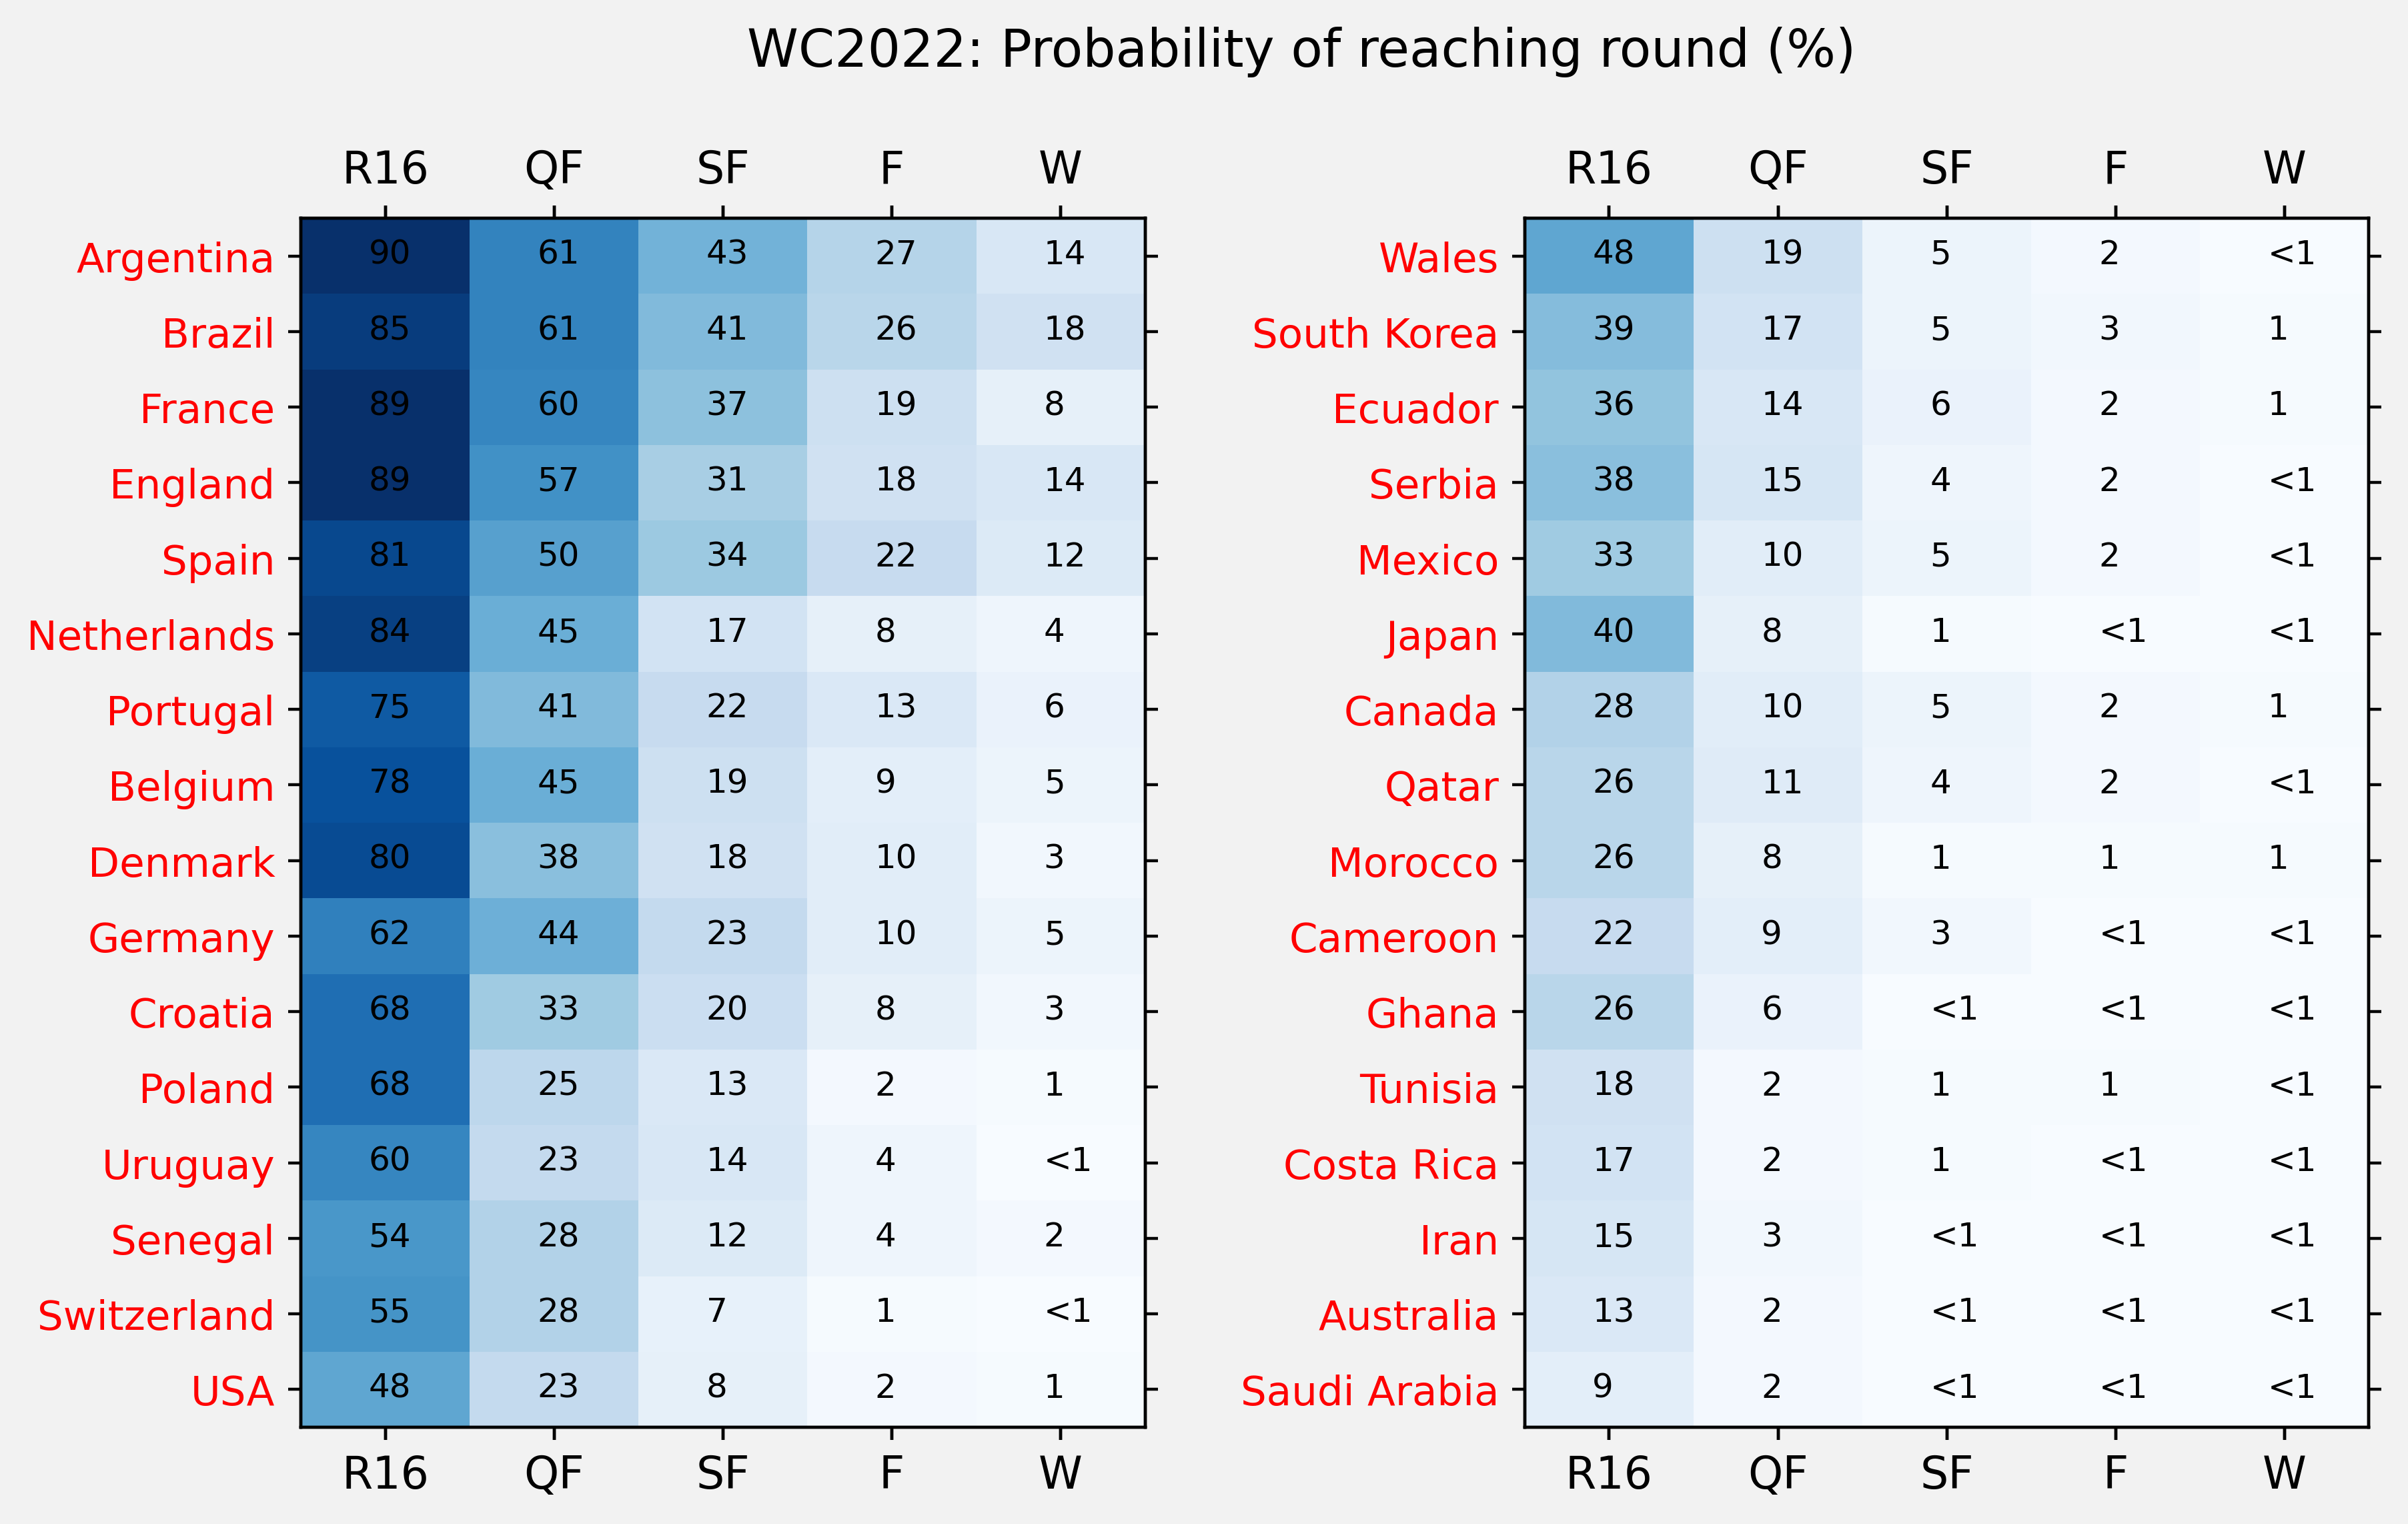 WC2022: Probability of reaching round (%)
R16 QF SF F W
Argentina 90 61 43 27 14
Brazil 85 61 41 26 18
France 89 60 37 19 8
England 89 57 31 18 14
Spain 81 50 34 22 12
Netherlands 84 45 17 8 4
Portugal 75 41 22 13 6
Belgium 78 45 19 9 5
Denmark 80 38 18 10 3
Germany 62 44 23 10 5
Croatia 68 33 20 8 3
Poland 68 25 13 2 1
Uruguay 60 23 14 4 <1
Senegal 54 28 12 4 2
Switzerland 55 28 7 1 <1
USA 48 23 8 2 1
R16 QF SF F W
R16 QF SF F W
Wales 48 19 5 2 <1
South Korea 39 17 5 3 1
Ecuador 36 14 6 2 1
Serbia 38 15 4 2 <1
Mexico 33 10 5 2 <1
Japan 40 8 1 <1 <1
Canada 28 10 5 2 1
Qatar 26 11 4 2 <1
Morocco 26 8 1 1 1
Cameroon 22 9 3 <1 <1
Ghana 26 6 <1 <1 <1
Tunisia 18 2 1 1 <1
Costa Rica 17 2 1 <1 <1
Iran 15 3 <1 <1 <1
Australia 13 2 <1 <1 <1
Saudi Arabia 9 2 <1 <1 <1
R16 QF SF F W